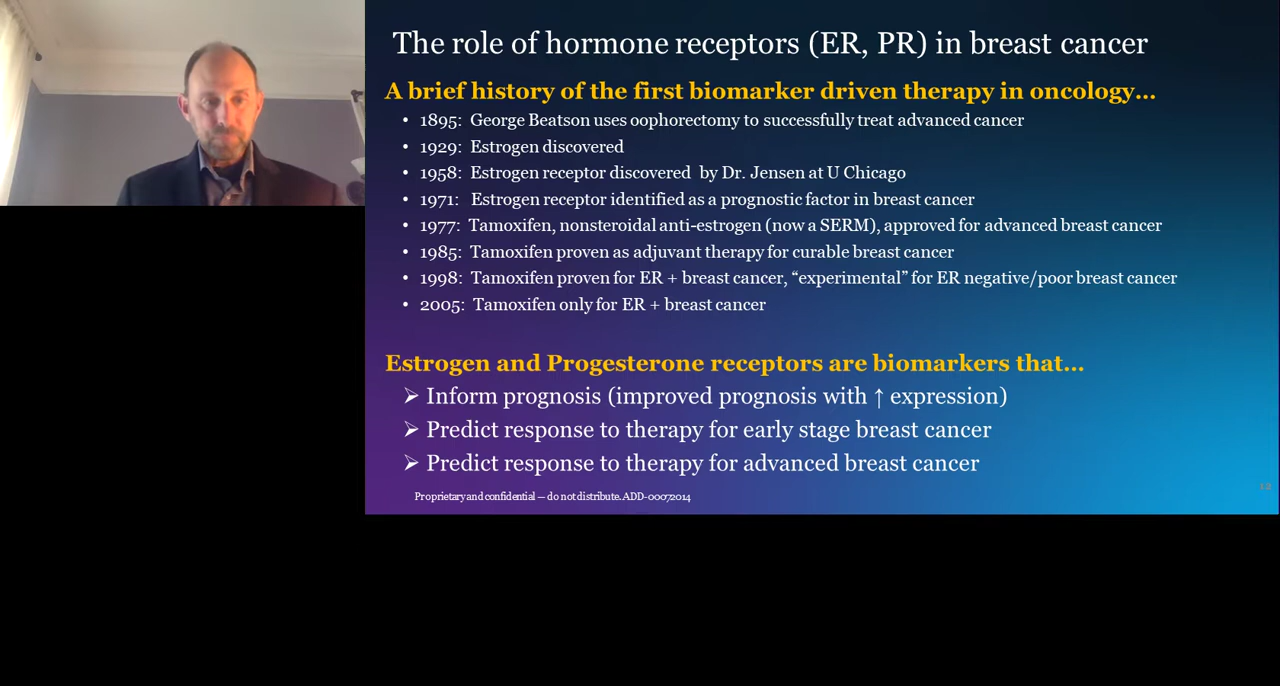 The role of hormone receptors (ER, PR) in breast cancer
A brief history of the first biomarker driven therapy in oncology...
• 1895: George Beatson uses oophorectomy to successfully treat advanced cancer
• 1929: Estrogen discovered
• 1958: Estrogen receptor discovered by Dr. Jensen at U Chicago
• 1971: Estrogen receptor identified as a prognostic factor in breast cancer
• 1977: Tamoxifen, nonsteroidal anti-estrogen (now a SERM), approved for advanced breast cancer
• 1985: Tamoxifen proven as adjuvant therapy for curable breast cancer
• 1998: Tamoxifen proven for ER + breast cancer, “experimental” for ER negative/poor breast cancer
• 2005: Tamoxifen only for ER + breast cancer
Estrogen and Progesterone receptors are biomarkers that...
➢ Inform prognosis (improved prognosis with ↑ expression)
➢ Predict response to therapy for early stage breast cancer
➢ Predict response to therapy for advanced breast cancer
Proprietary and confidential — do not distribute. ADD-00072014